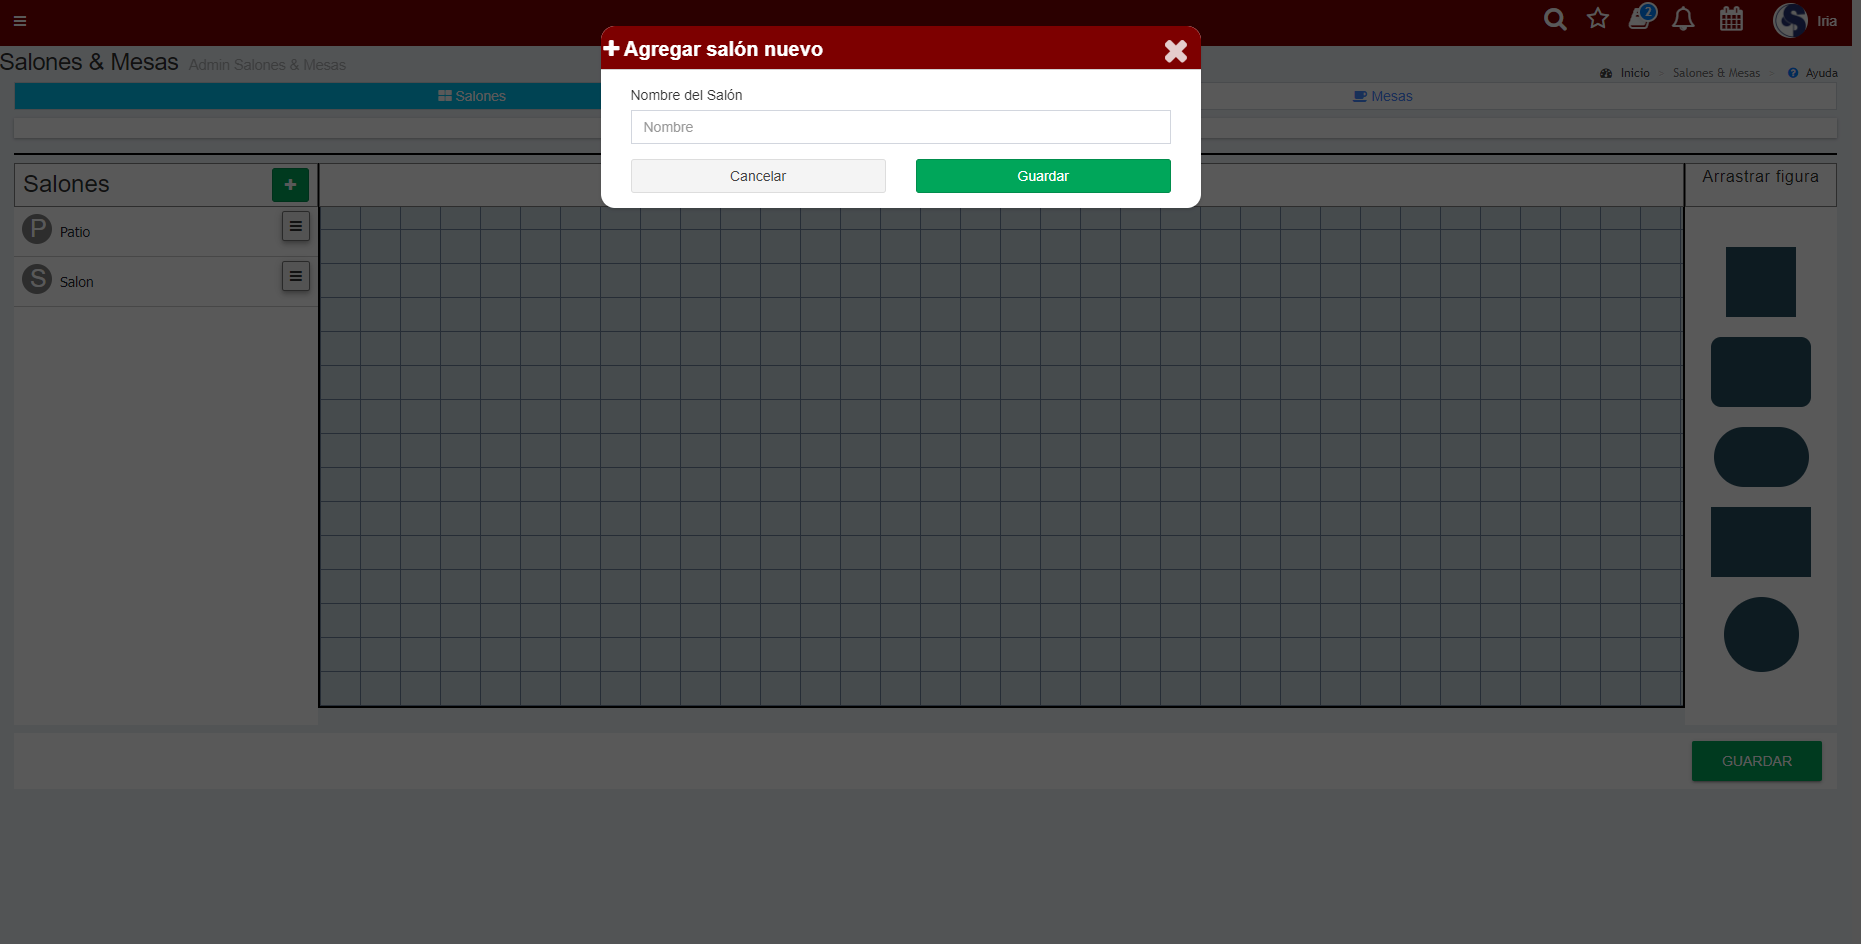 2
Iria
Agregar salón nuevo
Salones & Mesas Admin Salones & Mesas
Inicio Salones & Mesas Ayuda
Salones
Mesas
Nombre del Salón
Nombre
Cancelar
Guardar
Salones
Arrastrar figura
P Patio
S Salon
GUARDAR